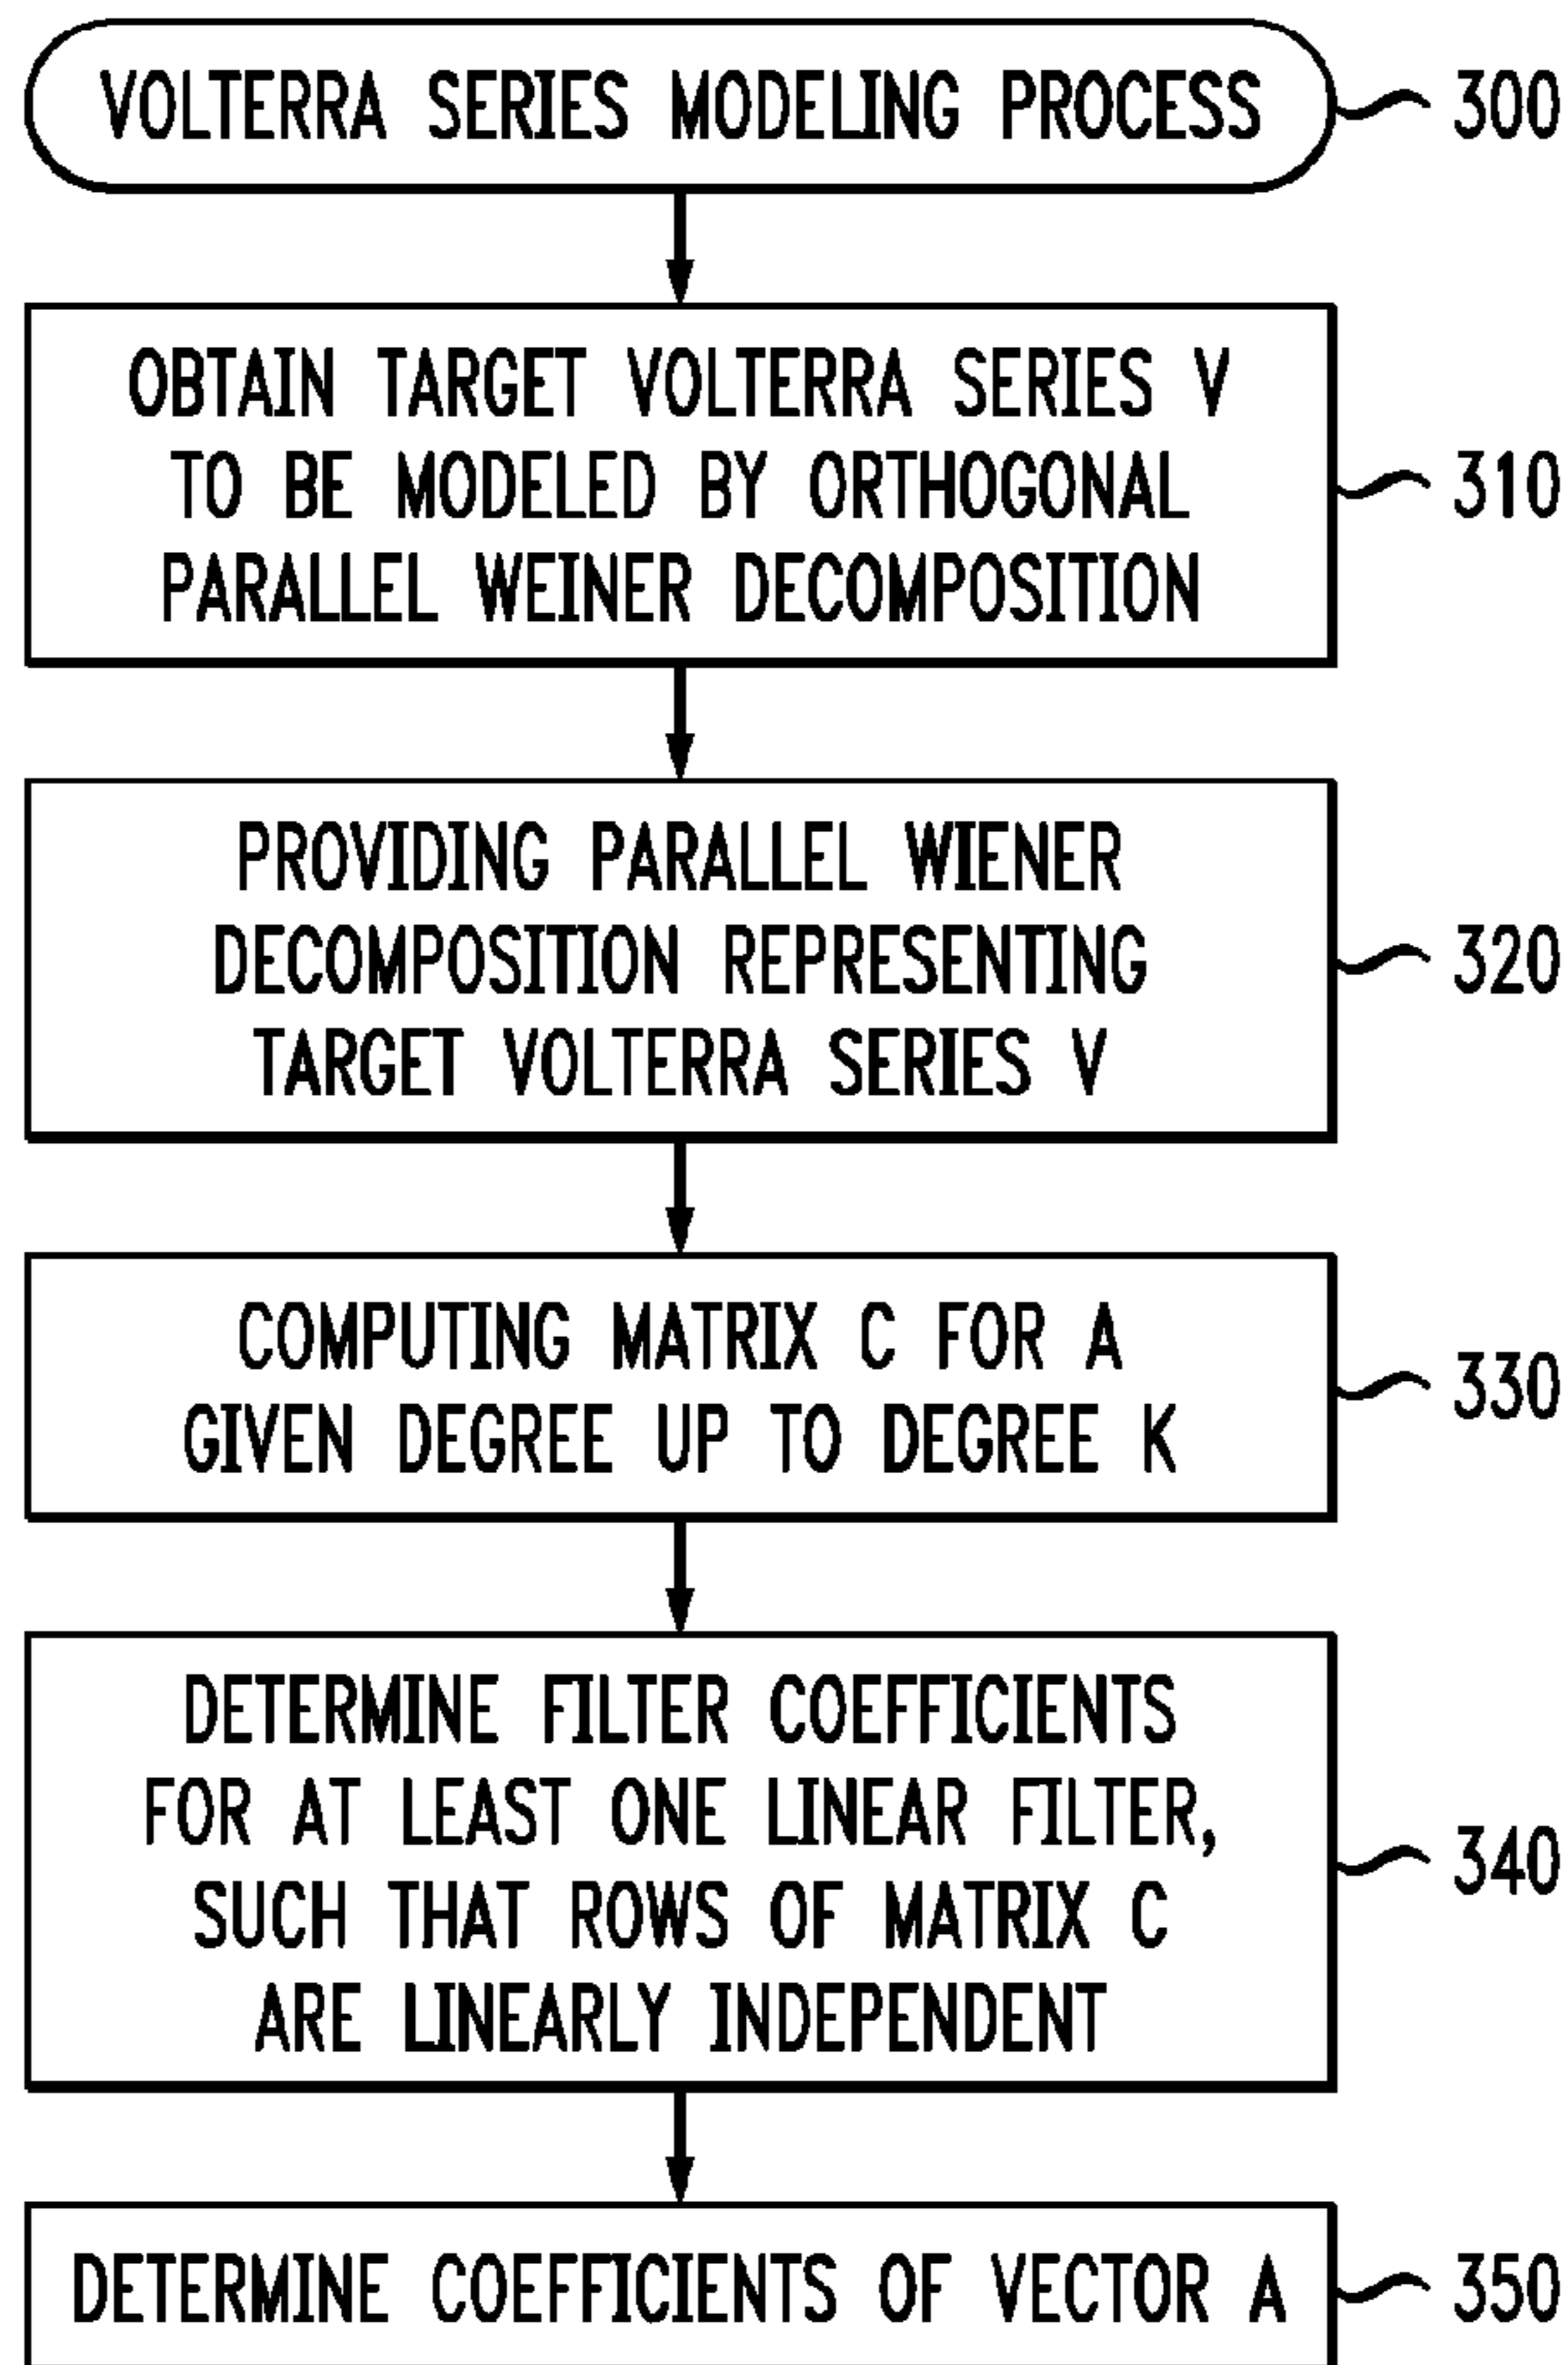 VOLTERRA SERIES MODELING PROCESS
300
OBTAIN TARGET VOLTERRA SERIES V
TO BE MODELED BY ORTHOGONAL
PARALLEL WEINER DECOMPOSITION
310
PROVIDING PARALLEL WIENER
DECOMPOSITION REPRESENTING
TARGET VOLTERRA SERIES V
320
COMPUTING MATRIX C FOR A
GIVEN DEGREE UP TO DEGREE K
330
DETERMINE FILTER COEFFICIENTS
FOR AT LEAST ONE LINEAR FILTER,
SUCH THAT ROWS OF MATRIX C
ARE LINEARLY INDEPENDENT
340
DETERMINE COEFFICIENTS OF VECTOR A
350